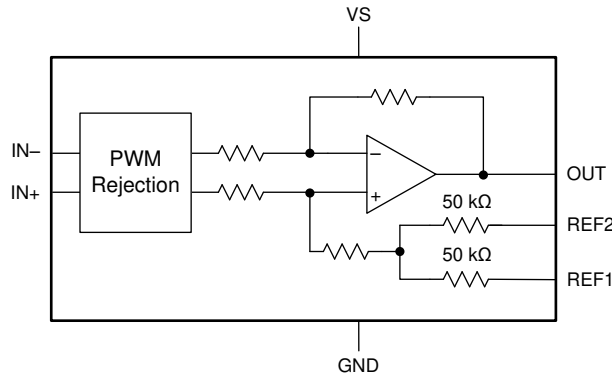 VS
IN–
IN+
PWM
Rejection
–
+
OUT
50 kΩ
REF2
50 kΩ
REF1
GND